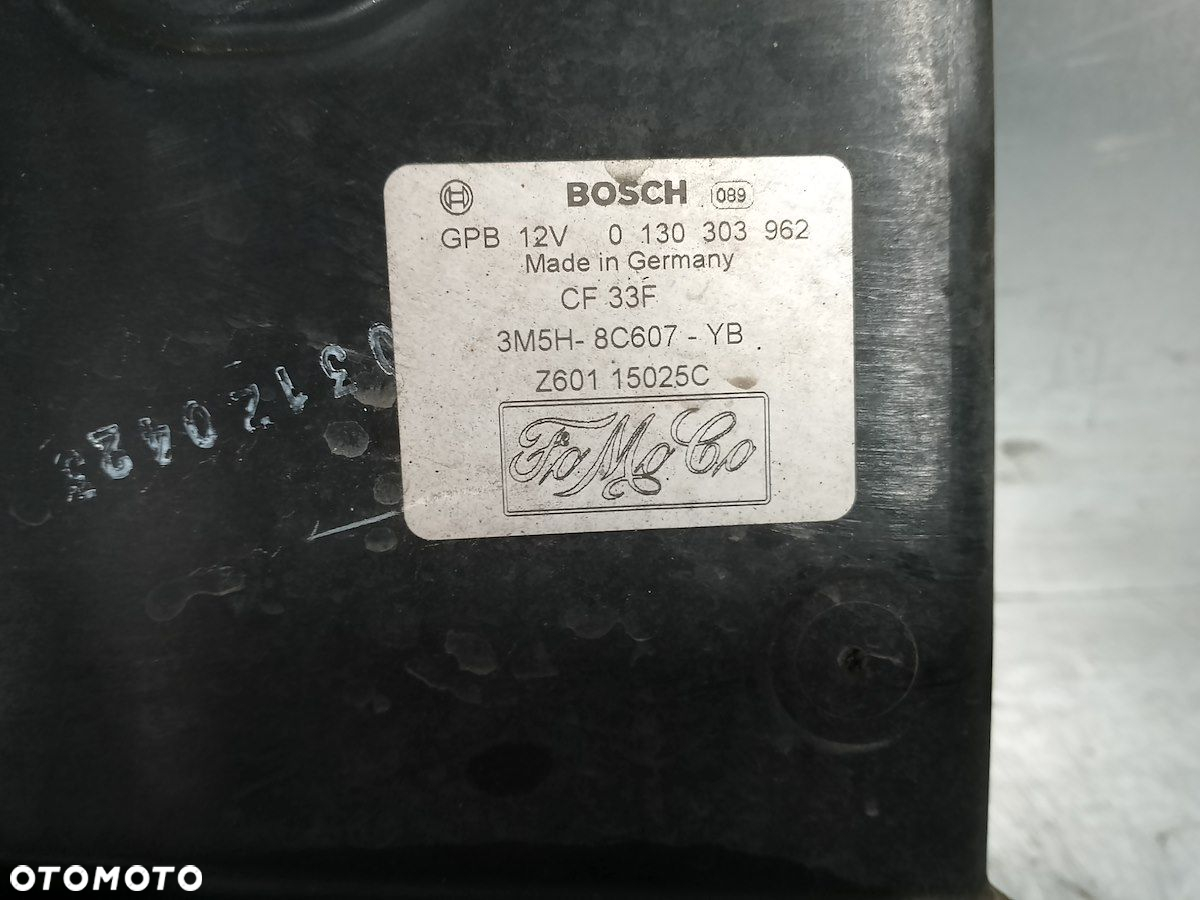 BOSCH 089
GPB 12V 0 130 303 962
Made in Germany
CF 33F
3M5H- 8C607 - YB
Z601 15025C
FoMoCo
OTOMOTO